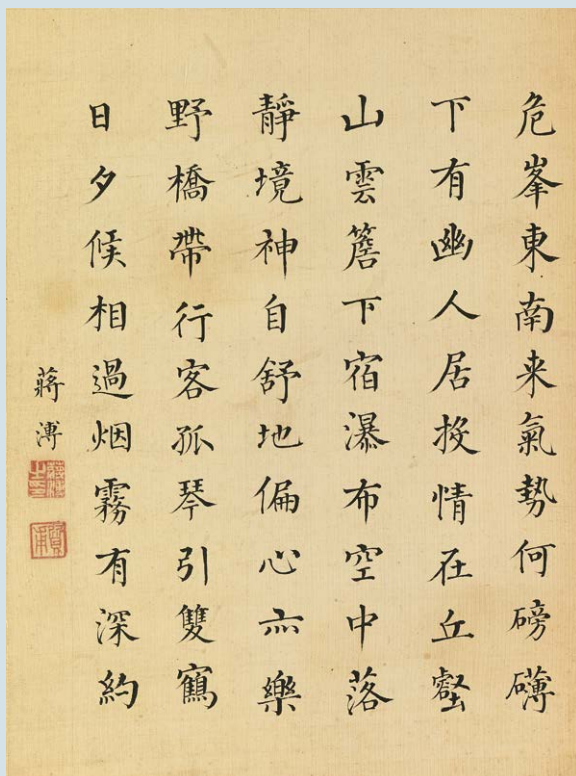 危峯東南来氣勢何磅礴
下有幽人居投情在丘壑
山雲簷下宿瀑布空中落
靜境神自舒地偏心亦樂
野橋帶行客孤琴引雙鶴
日夕候相過烟霧有深約
蔣溥